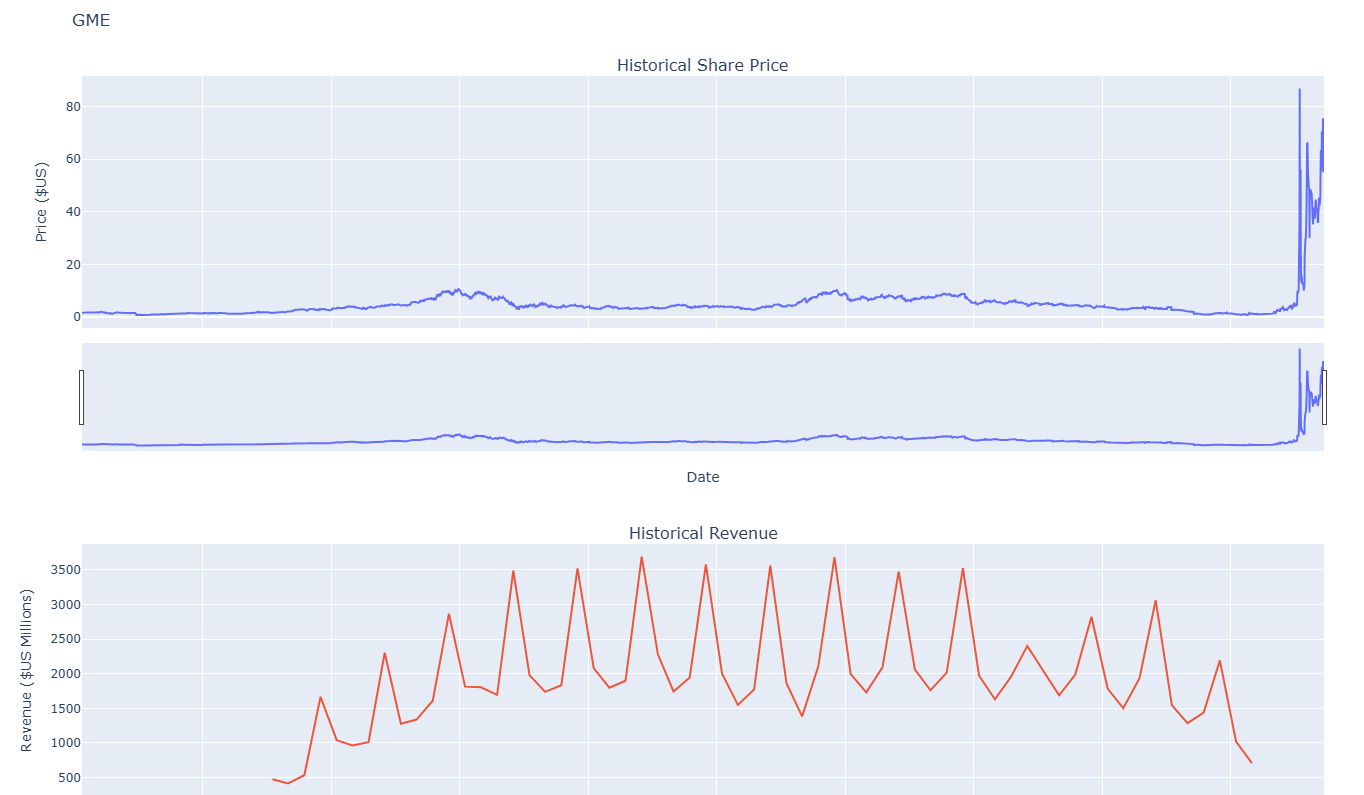 GME
Historical Share Price
80
60
40
20
0
Price ($US)
Date
Historical Revenue
3500
3000
2500
2000
1500
1000
500
Revenue ($US Millions)